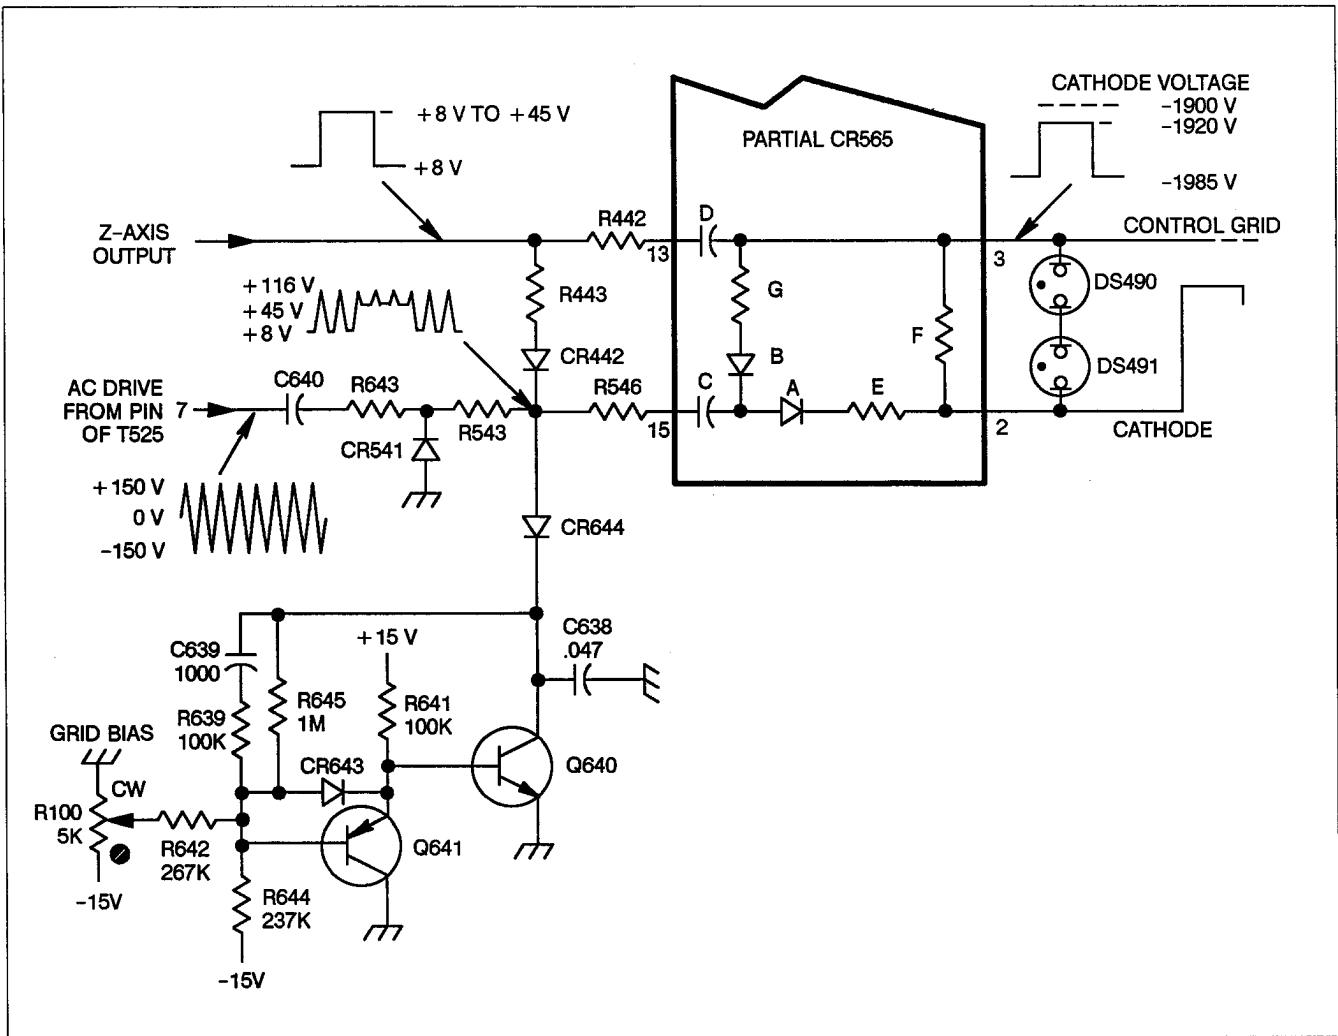 CATHODE VOLTAGE
−1900 V
−1920 V
−1985 V
+8 V TO +45 V
+8 V
PARTIAL CR565
Z-AXIS
OUTPUT
R442
13
D
3
CONTROL GRID
+116 V
+45 V
+8 V
R443
G
F
DS490
CR442
B
DS491
AC DRIVE
FROM PIN 7
OF T525
C640
R643
R543
CR541
R546
15
C
A
E
2
CATHODE
+150 V
0 V
−150 V
CR644
C639
1000
R645
1M
+15 V
R641
100K
C638
.047
R639
100K
GRID BIAS
CW
R100
5K
−15V
R642
267K
CR643
Q640
Q641
R644
237K
−15V